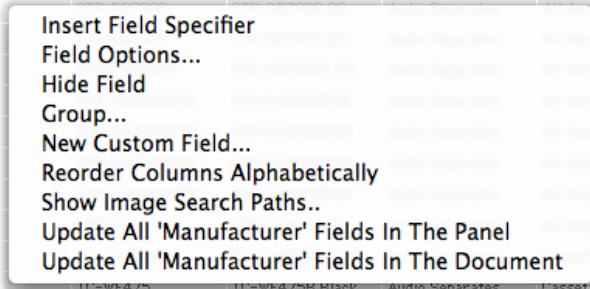 Insert Field Specifier
Field Options...
Hide Field
Group...
New Custom Field...
Reorder Columns Alphabetically
Show Image Search Paths..
Update All 'Manufacturer' Fields In The Panel
Update All 'Manufacturer' Fields In The Document